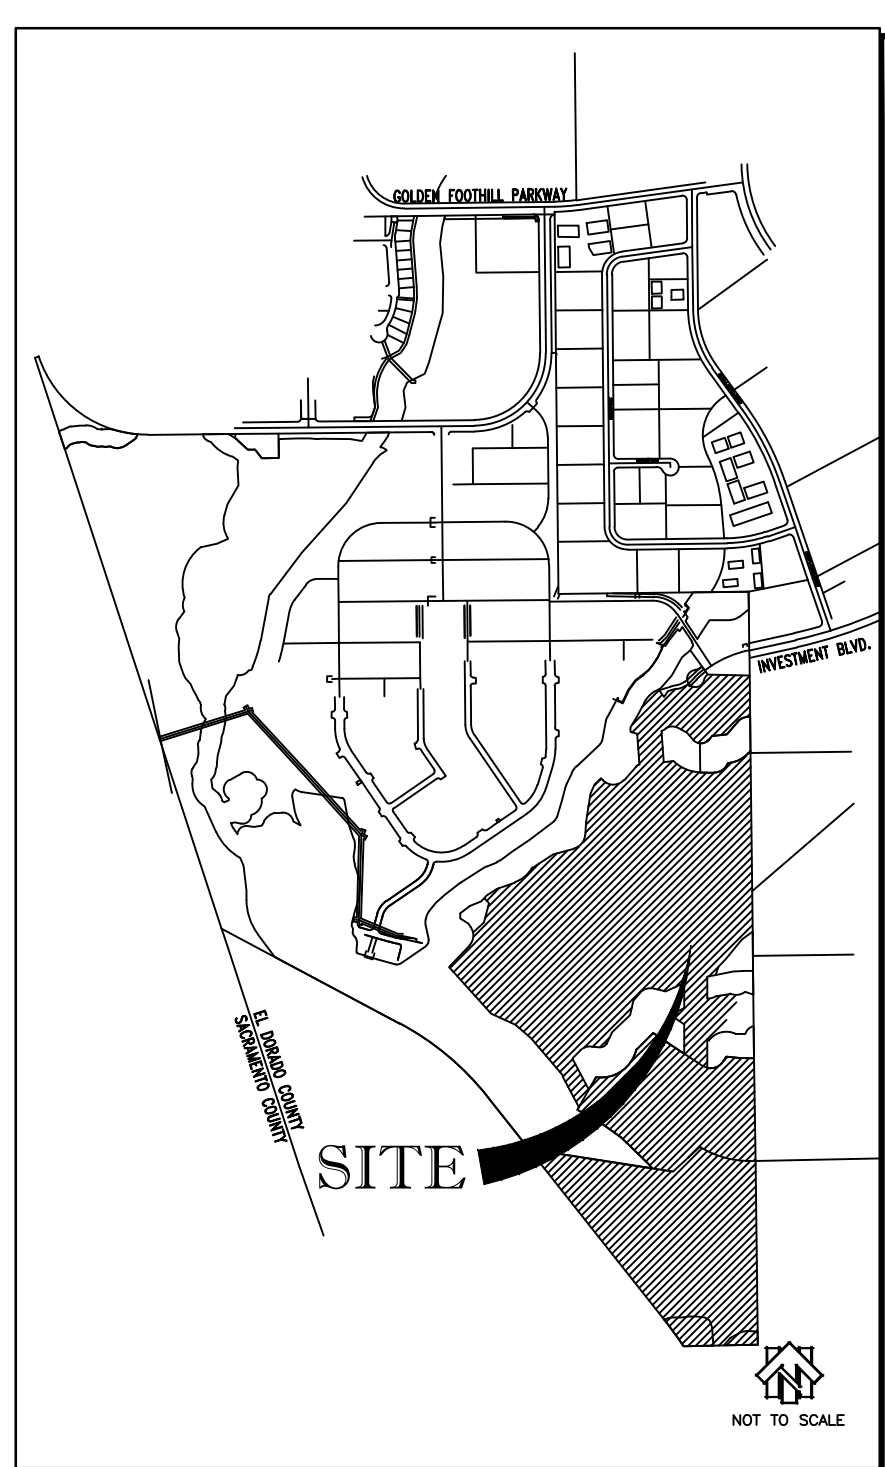 GOLDEN FOOTHILL PARKWAY
INVESTMENT BLVD.
EL DORADO COUNTY
SACRAMENTO COUNTY
SITE
N
NOT TO SCALE